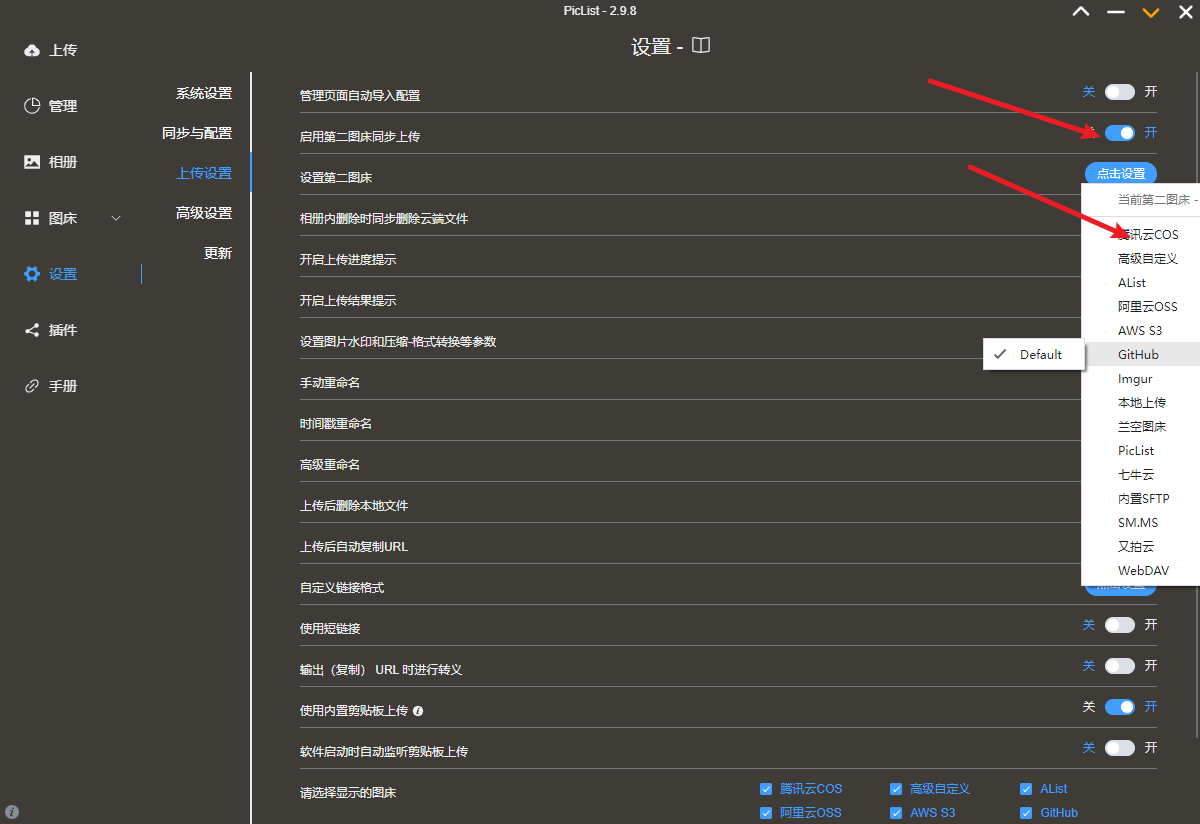 PicList - 2.9.8
设置 -
上传
管理
相册
图床
设置
插件
手册
系统设置
同步与配置
上传设置
高级设置
更新
管理页面自动导入配置
关 开
启用第二图床同步上传
开
设置第二图床
点击设置
相册内删除时同步删除云端文件
开启上传进度提示
开启上传结果提示
设置图片水印和压缩-格式转换等参数
手动重命名
时间戳重命名
高级重命名
上传后删除本地文件
上传后自动复制URL
自定义链接格式
使用短链接
关 开
输出（复制） URL 时进行转义
关 开
使用内置剪贴板上传
关 开
软件启动时自动监听剪贴板上传
关 开
请选择显示的图床
腾讯云COS 高级自定义 AList
阿里云OSS AWS S3 GitHub
当前第二图床 -
腾讯云COS
高级自定义
AList
阿里云OSS
AWS S3
GitHub
Imgur
本地上传
兰空图床
PicList
七牛云
内置SFTP
SM.MS
又拍云
WebDAV
Default